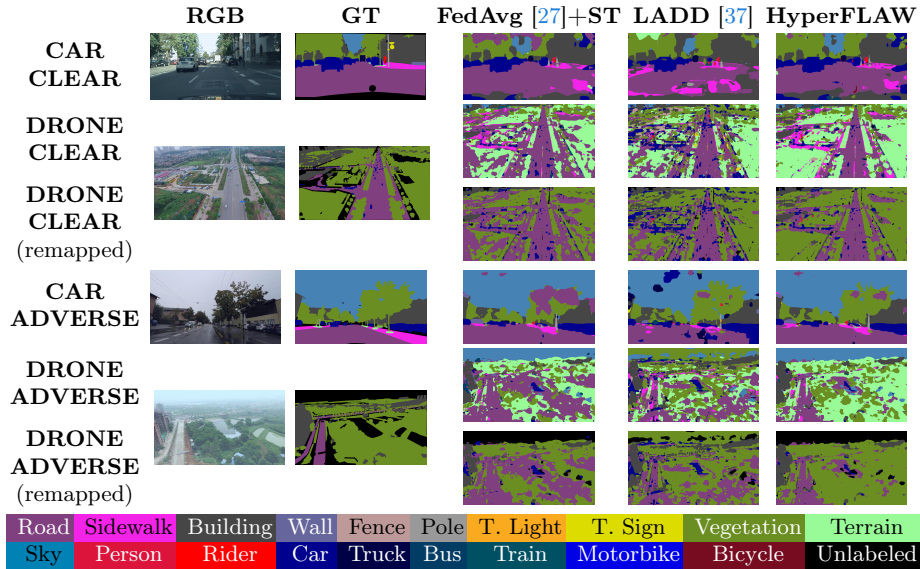 RGB GT FedAvg [27]+ST LADD [37] HyperFLAW
CAR
CLEAR
DRONE
CLEAR
DRONE
CLEAR
(remapped)
CAR
ADVERSE
DRONE
ADVERSE
DRONE
ADVERSE
(remapped)
Road Sidewalk Building Wall Fence Pole T. Light T. Sign Vegetation Terrain
Sky Person Rider Car Truck Bus Train Motorbike Bicycle Unlabeled